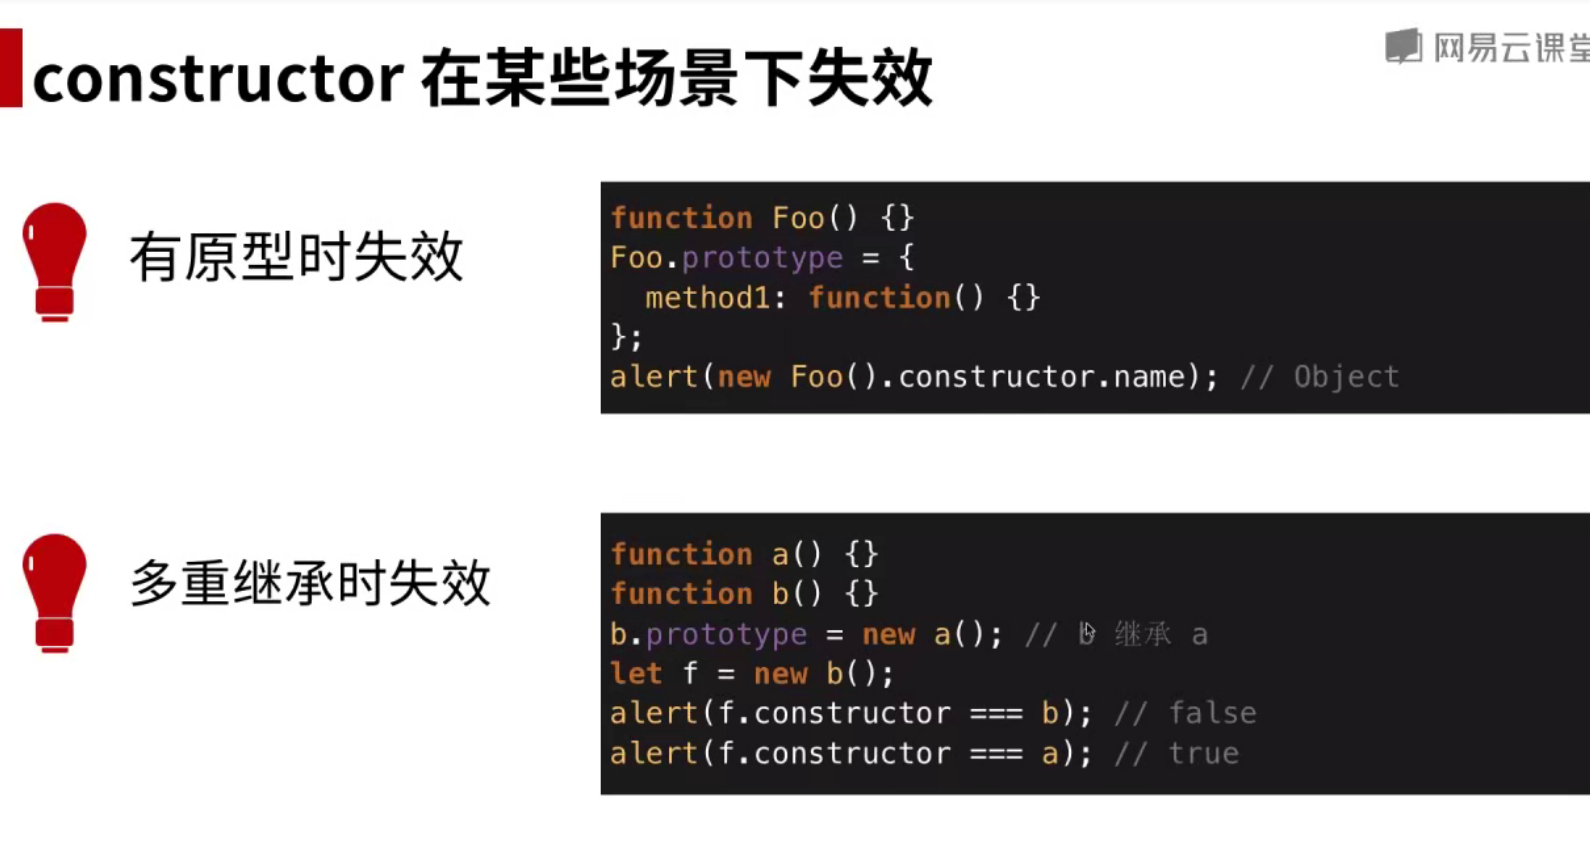 constructor 在某些场景下失效
网易云课堂
有原型时失效
function Foo() {}
Foo.prototype = {
  method1: function() {}
};
alert(new Foo().constructor.name); // Object
多重继承时失效
function a() {}
function b() {}
b.prototype = new a(); // b 继承 a
let f = new b();
alert(f.constructor === b); // false
alert(f.constructor === a); // true